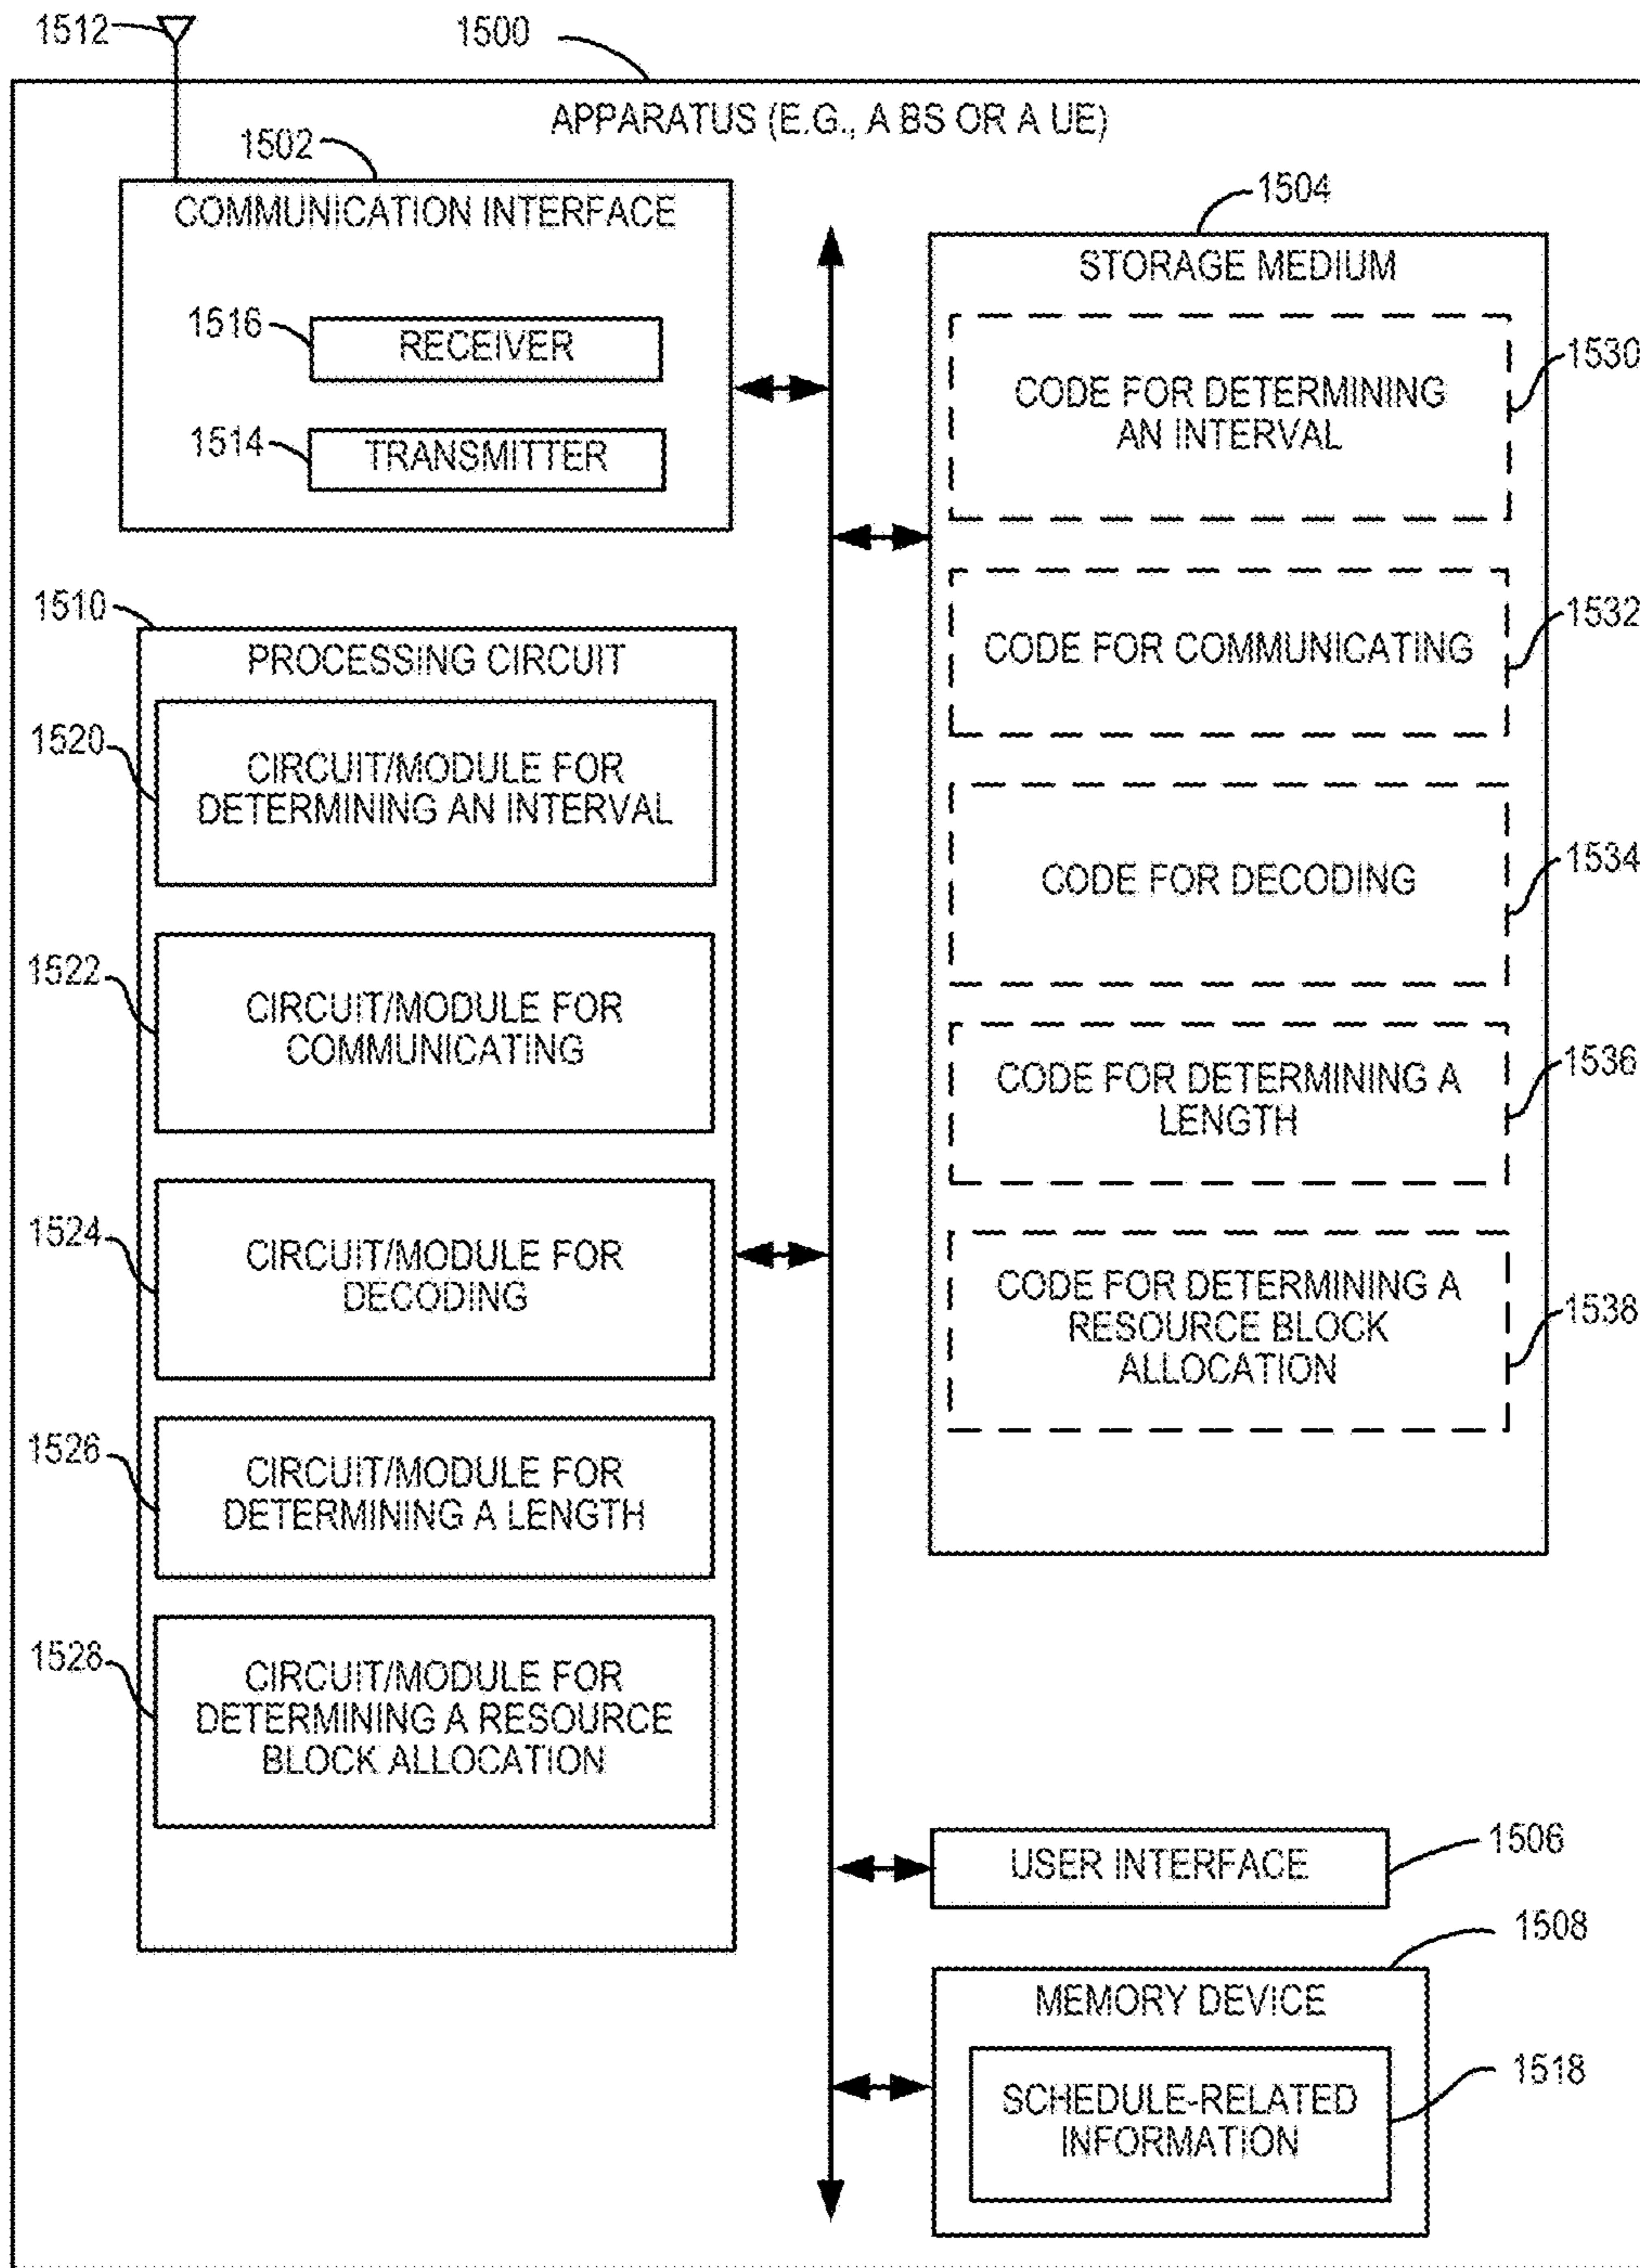 1512
1500
APPARATUS (E.G., A BS OR A UE)
1502
COMMUNICATION INTERFACE
1516
RECEIVER
1514
TRANSMITTER
1504
STORAGE MEDIUM
CODE FOR DETERMINING
AN INTERVAL
1530
CODE FOR COMMUNICATING
1532
CODE FOR DECODING
1534
CODE FOR DETERMINING A
LENGTH
1536
CODE FOR DETERMINING A
RESOURCE BLOCK
ALLOCATION
1538
1510
PROCESSING CIRCUIT
1520
CIRCUIT/MODULE FOR
DETERMINING AN INTERVAL
1522
CIRCUIT/MODULE FOR
COMMUNICATING
1524
CIRCUIT/MODULE FOR
DECODING
1526
CIRCUIT/MODULE FOR
DETERMINING A LENGTH
1528
CIRCUIT/MODULE FOR
DETERMINING A RESOURCE
BLOCK ALLOCATION
USER INTERFACE
1506
1508
MEMORY DEVICE
SCHEDULE-RELATED
INFORMATION
1518